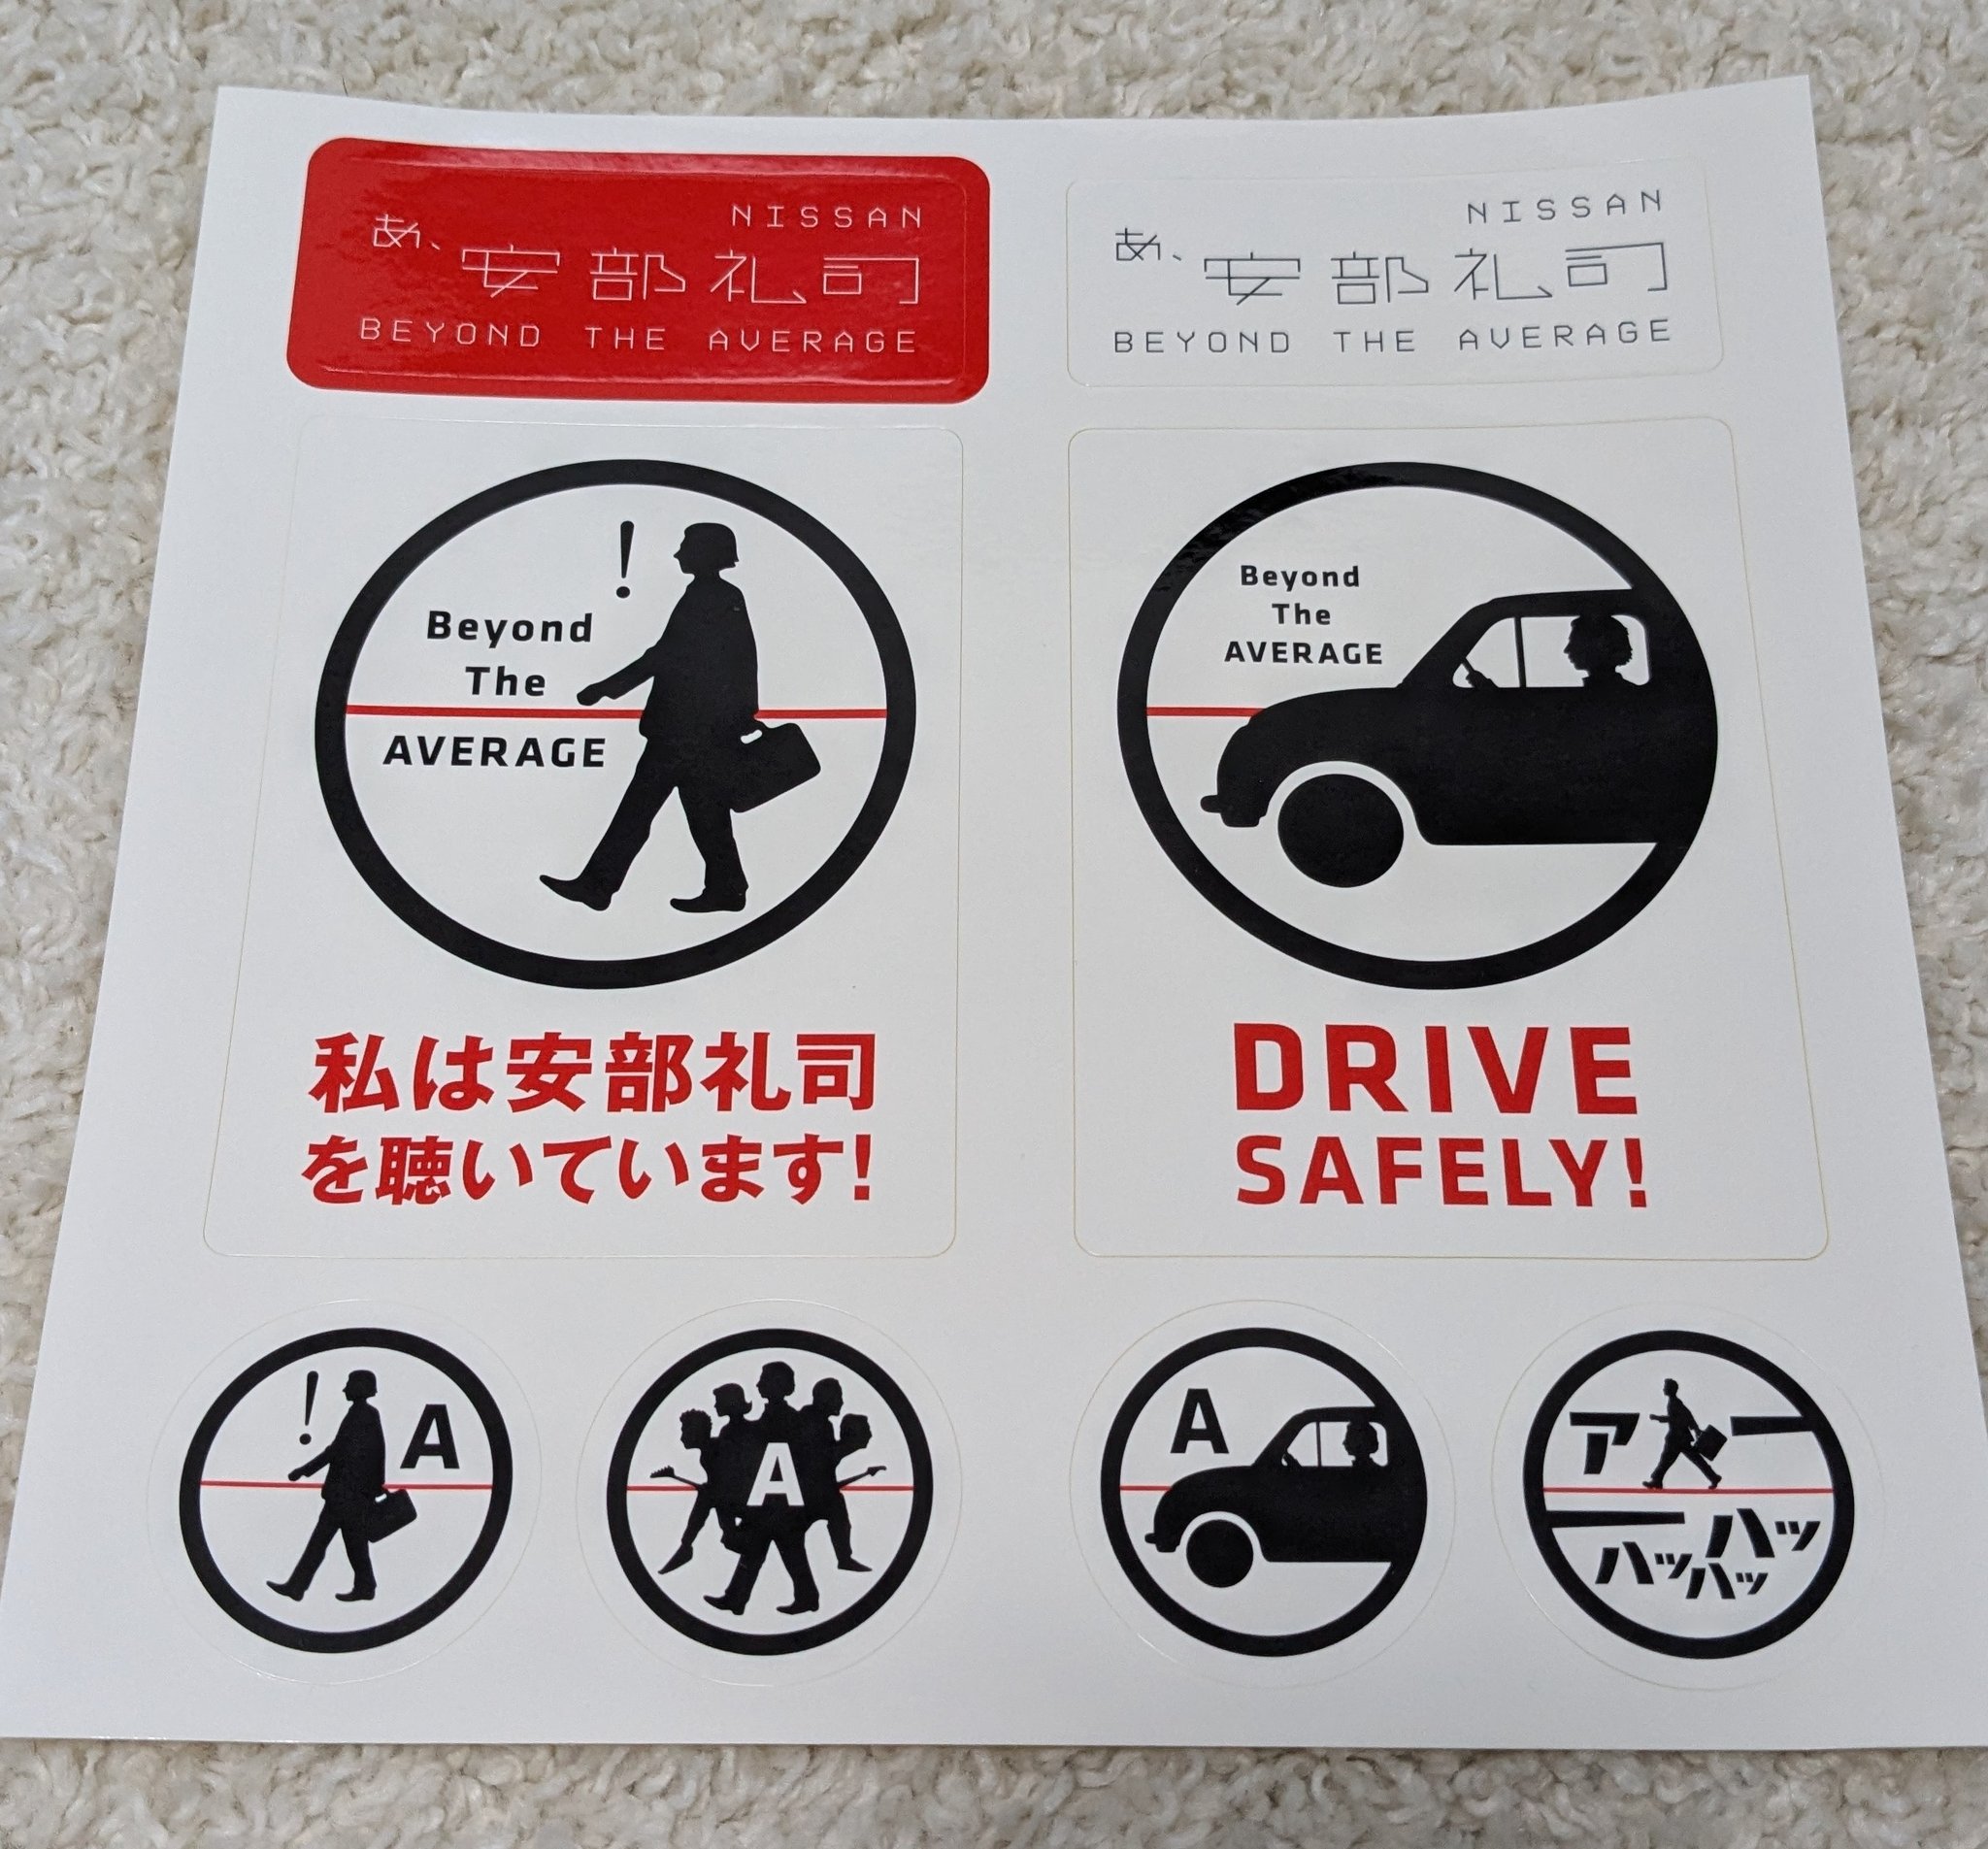 NISSAN
あ、安部礼司
BEYOND THE AVERAGE
NISSAN
あ、安部礼司
BEYOND THE AVERAGE
!
Beyond
The
AVERAGE
私は安部礼司
を聴いています!
Beyond
The
AVERAGE
DRIVE
SAFELY!
! A
A
A
アー
ハッハッ
ハッ